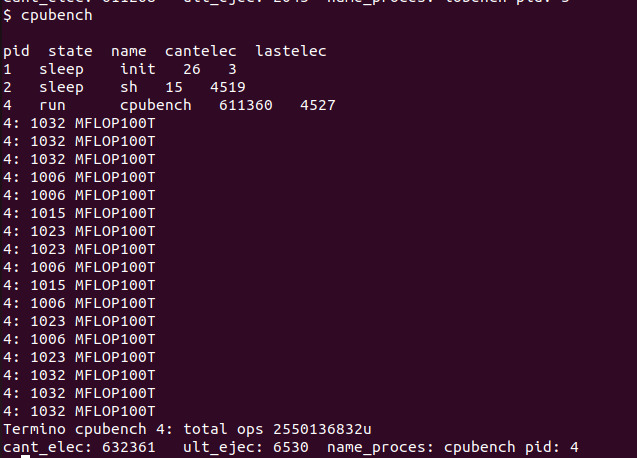 $ cpubench
pid state name cantelec lastelec
1 sleep init 26 3
2 sleep sh 15 4519
4 run cpubench 611360 4527
4: 1032 MFLOP100T
4: 1032 MFLOP100T
4: 1032 MFLOP100T
4: 1006 MFLOP100T
4: 1006 MFLOP100T
4: 1015 MFLOP100T
4: 1023 MFLOP100T
4: 1023 MFLOP100T
4: 1006 MFLOP100T
4: 1015 MFLOP100T
4: 1006 MFLOP100T
4: 1023 MFLOP100T
4: 1006 MFLOP100T
4: 1023 MFLOP100T
4: 1032 MFLOP100T
4: 1032 MFLOP100T
4: 1032 MFLOP100T
Termino cpubench 4: total ops 2550136832u
cant_elec: 632361 ult_ejec: 6530 name_proces: cpubench pid: 4